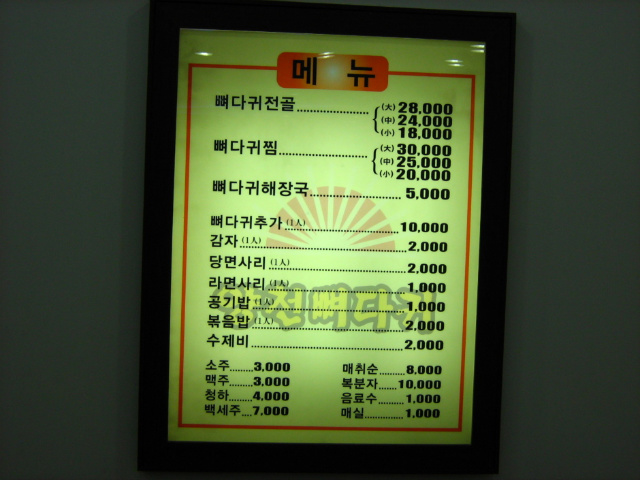 메 뉴
뼈다귀전골 (大) 28,000
(中) 24,000
(小) 18,000
뼈다귀찜 (大) 30,000
(中) 25,000
(小) 20,000
뼈다귀해장국 5,000
뼈다귀추가 (1人) 10,000
감자 (1人) 2,000
당면사리 (1人) 2,000
라면사리 (1人) 1,000
공기밥 (1人) 1,000
볶음밥 (1人) 2,000
수제비 2,000
소주 3,000 매취순 8,000
맥주 3,000 복분자 10,000
청하 4,000 음료수 1,000
백세주 7,000 매실 1,000